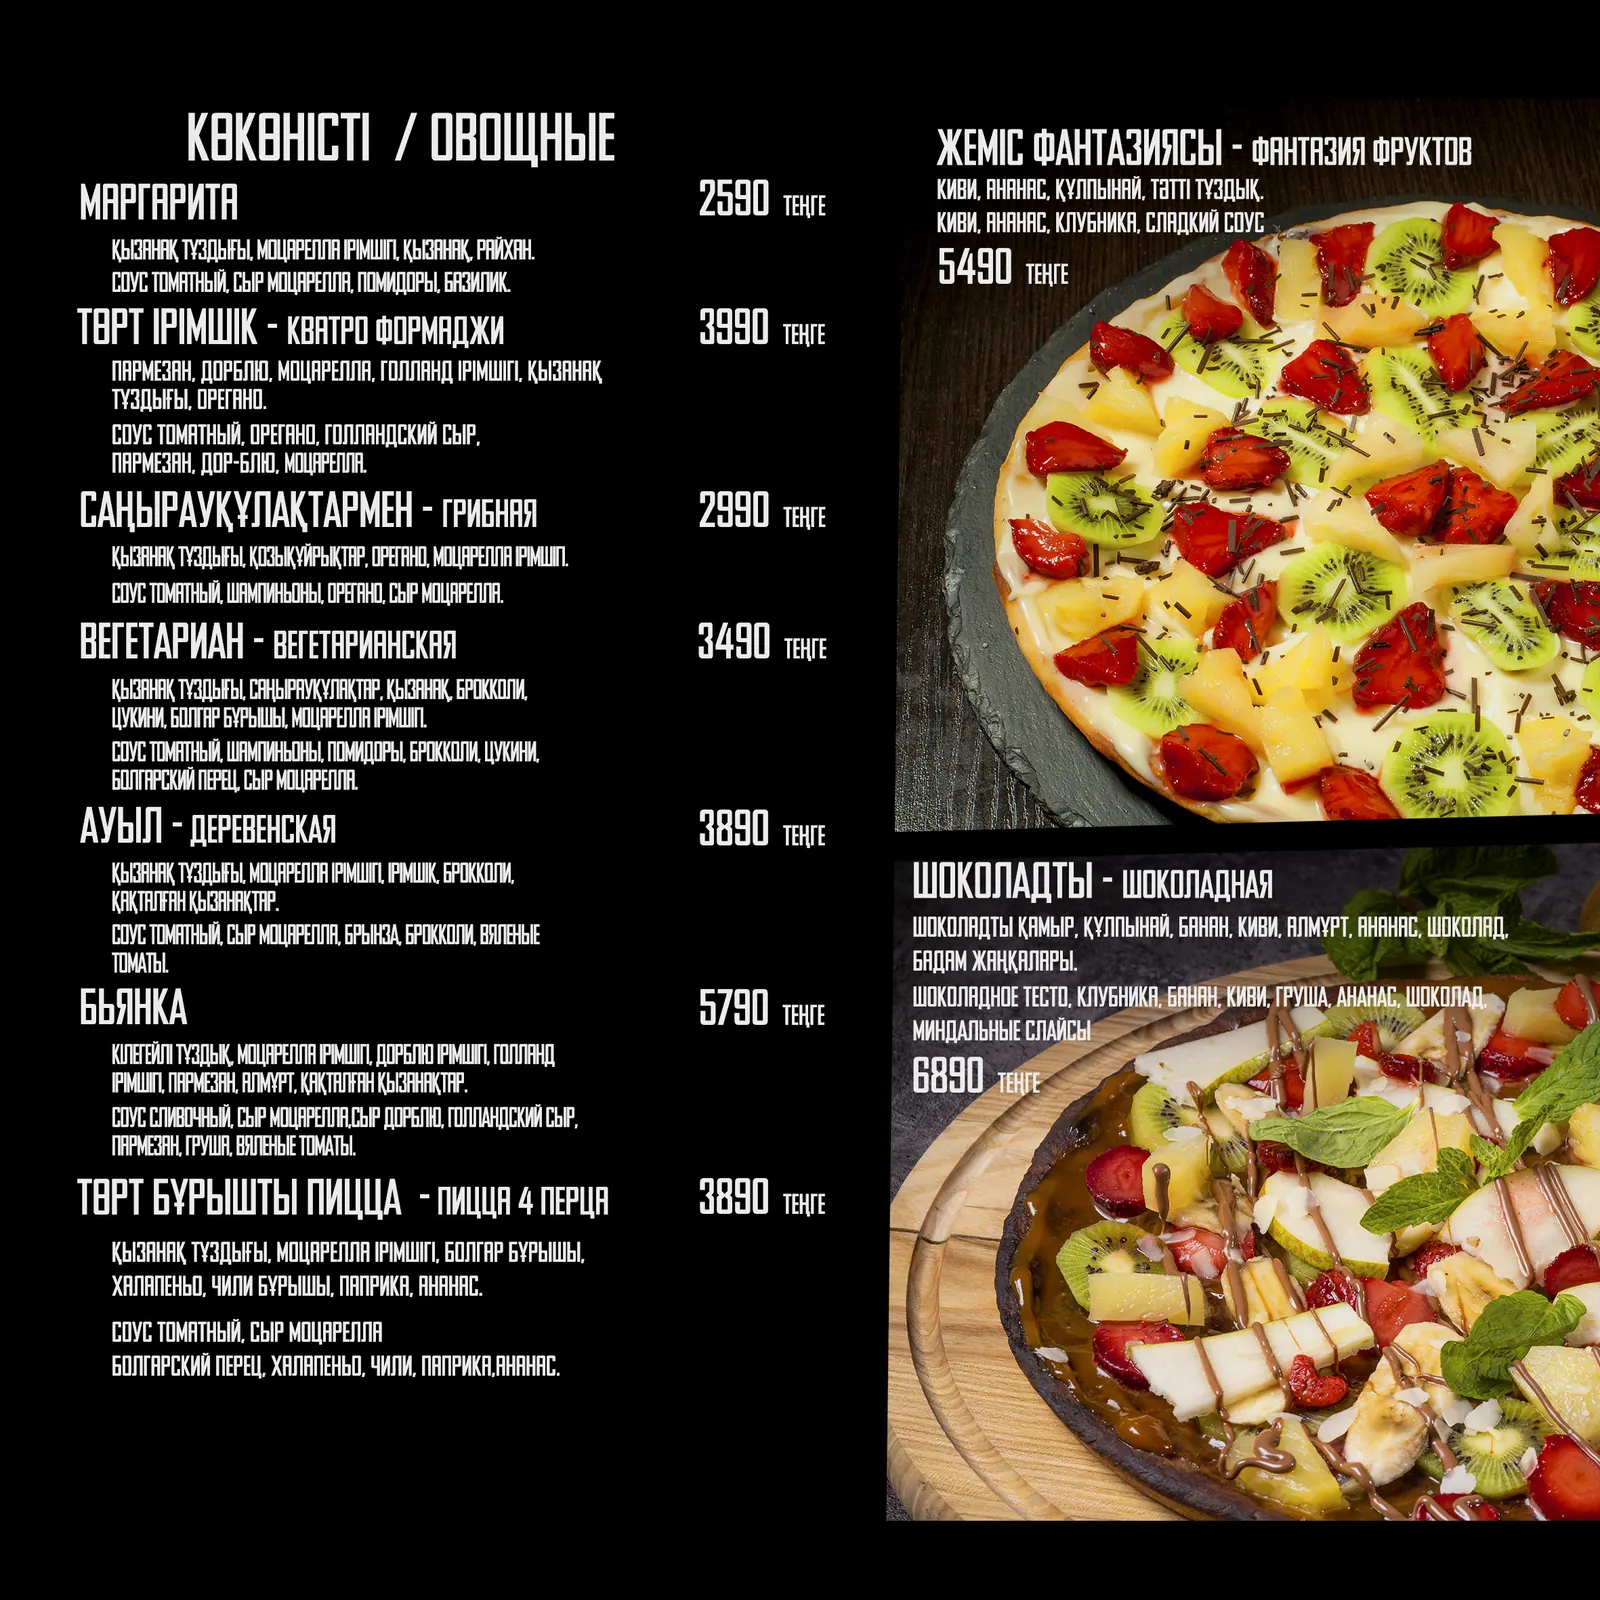 КӨКӨНІСТІ / ОВОЩНЫЕ
МАРГАРИТА 2590 ТЕҢГЕ
ҚЫЗАНАҚ ТҰЗДЫҒЫ, МОЦАРЕЛЛА ІРІМШІГІ, ҚЫЗАНАҚ, РАЙХАН.
СОУС ТОМАТНЫЙ, СЫР МОЦАРЕЛЛА, ПОМИДОРЫ, БАЗИЛИК.
ТӨРТ ІРІМШІК - КВАТРО ФОРМАДЖИ 3990 ТЕҢГЕ
ПАРМЕЗАН, ДОРБЛЮ, МОЦАРЕЛЛА, ГОЛЛАНД ІРІМШІГІ, ҚЫЗАНАҚ
ТҰЗДЫҒЫ, ОРЕГАНО.
СОУС ТОМАТНЫЙ, ОРЕГАНО, ГОЛЛАНДСКИЙ СЫР,
ПАРМЕЗАН, ДОР-БЛЮ, МОЦАРЕЛЛА.
САҢЫРАУҚҰЛАҚТАРМЕН - ГРИБНАЯ 2990 ТЕҢГЕ
ҚЫЗАНАҚ ТҰЗДЫҒЫ, ҚОЗЫҚҰЙРЫҚТАР, ОРЕГАНО, МОЦАРЕЛЛА ІРІМШІГІ.
СОУС ТОМАТНЫЙ, ШАМПИНЬОНЫ, ОРЕГАНО, СЫР МОЦАРЕЛЛА.
ВЕГЕТАРИАН - ВЕГЕТАРИАНСКАЯ 3490 ТЕҢГЕ
ҚЫЗАНАҚ ТҰЗДЫҒЫ, САҢЫРАУҚҰЛАҚТАР, ҚЫЗАНАҚ, БРОККОЛИ,
ЦУКИНИ, БОЛГАР БҰРЫШЫ, МОЦАРЕЛЛА ІРІМШІГІ.
СОУС ТОМАТНЫЙ, ШАМПИНЬОНЫ, ПОМИДОРЫ, БРОККОЛИ, ЦУКИНИ,
БОЛГАРСКИЙ ПЕРЕЦ, СЫР МОЦАРЕЛЛА.
АУЫЛ - ДЕРЕВЕНСКАЯ 3890 ТЕҢГЕ
ҚЫЗАНАҚ ТҰЗДЫҒЫ, МОЦАРЕЛЛА ІРІМШІГІ, ІРІМШІК, БРОККОЛИ,
ҚАҚТАЛҒАН ҚЫЗАНАҚТАР.
СОУС ТОМАТНЫЙ, СЫР МОЦАРЕЛЛА, БРЫНЗА, БРОККОЛИ, ВЯЛЕНЫЕ
ТОМАТЫ.
БЬЯНКА 5790 ТЕҢГЕ
КІЛЕГЕЙЛІ ТҰЗДЫҚ, МОЦАРЕЛЛА ІРІМШІГІ, ДОРБЛЮ ІРІМШІГІ, ГОЛЛАНД
ІРІМШІГІ, ПАРМЕЗАН, АЛМҰРТ, ҚАҚТАЛҒАН ҚЫЗАНАҚТАР.
СОУС СЛИВОЧНЫЙ, СЫР МОЦАРЕЛЛА,СЫР ДОРБЛЮ, ГОЛЛАНДСКИЙ СЫР,
ПАРМЕЗАН, ГРУША, ВЯЛЕНЫЕ ТОМАТЫ.
ТӨРТ БҰРЫШТЫ ПИЦЦА - ПИЦЦА 4 ПЕРЦА 3890 ТЕҢГЕ
ҚЫЗАНАҚ ТҰЗДЫҒЫ, МОЦАРЕЛЛА ІРІМШІГІ, БОЛГАР БҰРЫШЫ,
ХАЛАПЕНЬО, ЧИЛИ БҰРЫШЫ, ПАПРИКА, АНАНАС.
СОУС ТОМАТНЫЙ, СЫР МОЦАРЕЛЛА
БОЛГАРСКИЙ ПЕРЕЦ, ХАЛАПЕНЬО, ЧИЛИ, ПАПРИКА,АНАНАС.
ЖЕМІС ФАНТАЗИЯСЫ - ФАНТАЗИЯ ФРУКТОВ
КИВИ, АНАНАС, ҚҰЛПЫНАЙ, ТӘТТІ ТҰЗДЫҚ.
КИВИ, АНАНАС, КЛУБНИКА, СЛАДКИЙ СОУС
5490 ТЕҢГЕ
ШОКОЛАДТЫ - ШОКОЛАДНАЯ
ШОКОЛАДТЫ ҚАМЫР, ҚҰЛПЫНАЙ, БАНАН, КИВИ, АЛМҰРТ, АНАНАС, ШОКОЛАД,
БАДАМ ЖАҢҚАЛАРЫ.
ШОКОЛАДНОЕ ТЕСТО, КЛУБНИКА, БАНАН, КИВИ, ГРУША, АНАНАС, ШОКОЛАД,
МИНДАЛЬНЫЕ СЛАЙСЫ
6890 ТЕҢГЕ